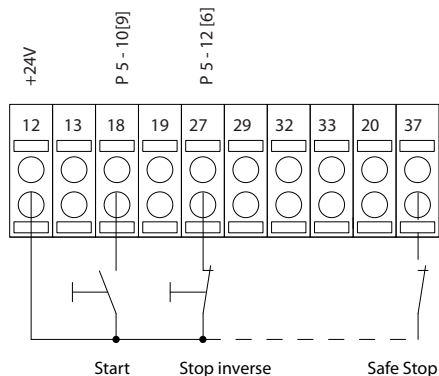 +24V
P 5 - 10[9]
P 5 - 12 [6]
12 13 18 19 27 29 32 33 20 37
Start Stop inverse Safe Stop